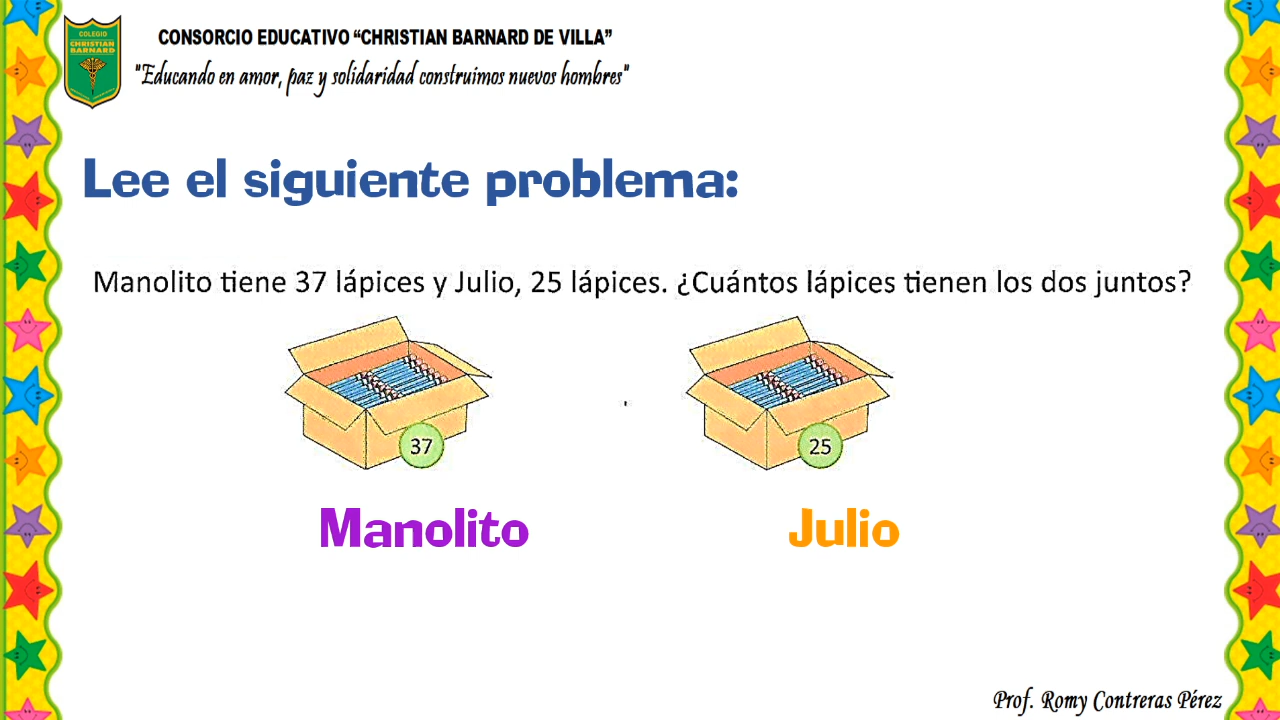 COLEGIO
CHRISTIAN
BARNARD
CONSORCIO EDUCATIVO “CHRISTIAN BARNARD DE VILLA”
"Educando en amor, paz y solidaridad construimos nuevos hombres"
Lee el siguiente problema:
Manolito tiene 37 lápices y Julio, 25 lápices. ¿Cuántos lápices tienen los dos juntos?
37
25
Manolito
Julio
Prof. Romy Contreras Pérez